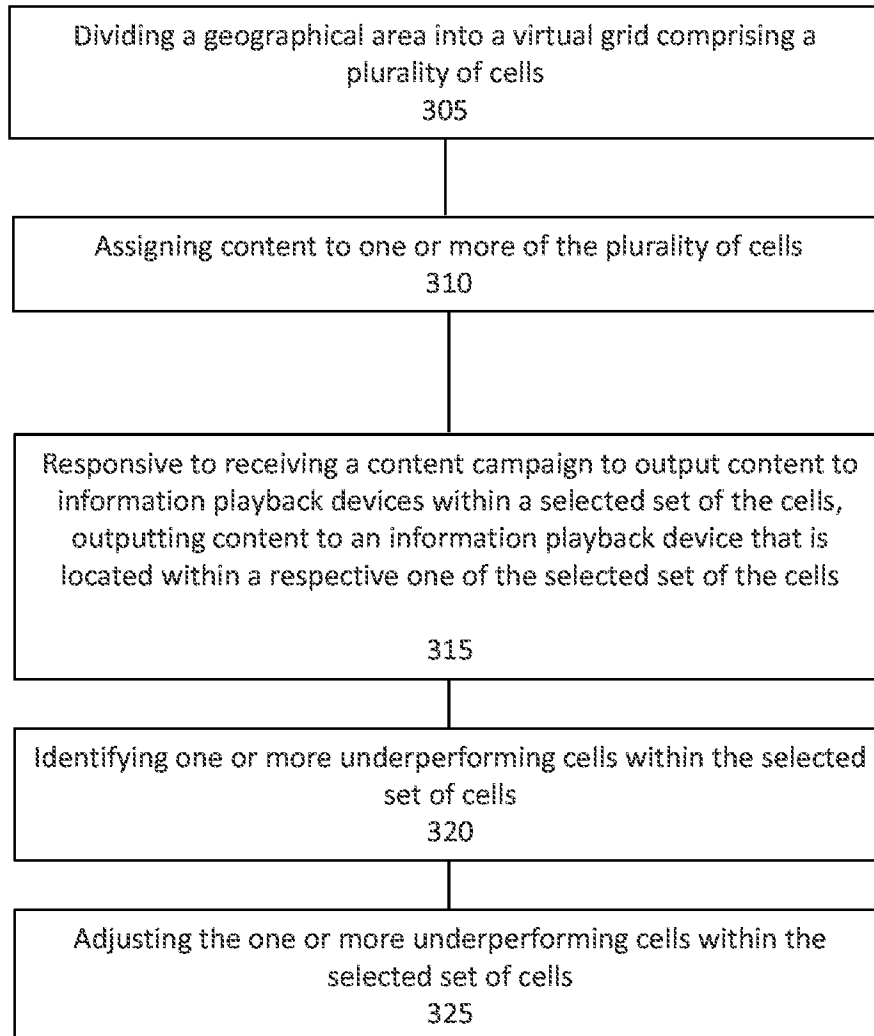 Dividing a geographical area into a virtual grid comprising a
plurality of cells
305
Assigning content to one or more of the plurality of cells
310
Responsive to receiving a content campaign to output content to
information playback devices within a selected set of the cells,
outputting content to an information playback device that is
located within a respective one of the selected set of the cells
315
Identifying one or more underperforming cells within the selected
set of cells
320
Adjusting the one or more underperforming cells within the
selected set of cells
325